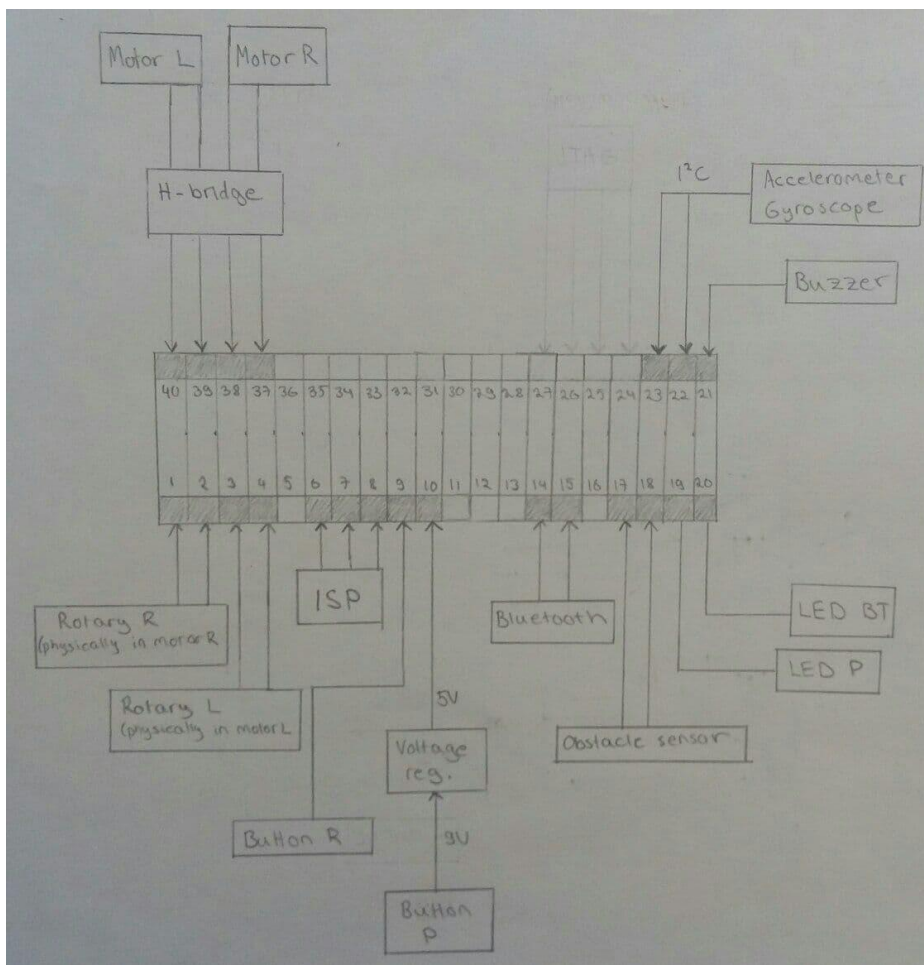 Motor L
Motor R
H-bridge
I²C
Accelerometer
Gyroscope
Buzzer
40 39 38 37 36 35 34 33 32 31 30 29 28 27 26 25 24 23 22 21
1 2 3 4 5 6 7 8 9 10 11 12 13 14 15 16 17 18 19 20
Rotary R
(physically in motor R
ISP
Bluetooth
LED BT
LED P
Rotary L
(physically in motor L
5V
Voltage
reg.
Obstacle sensor
Button R
9V
Button
P